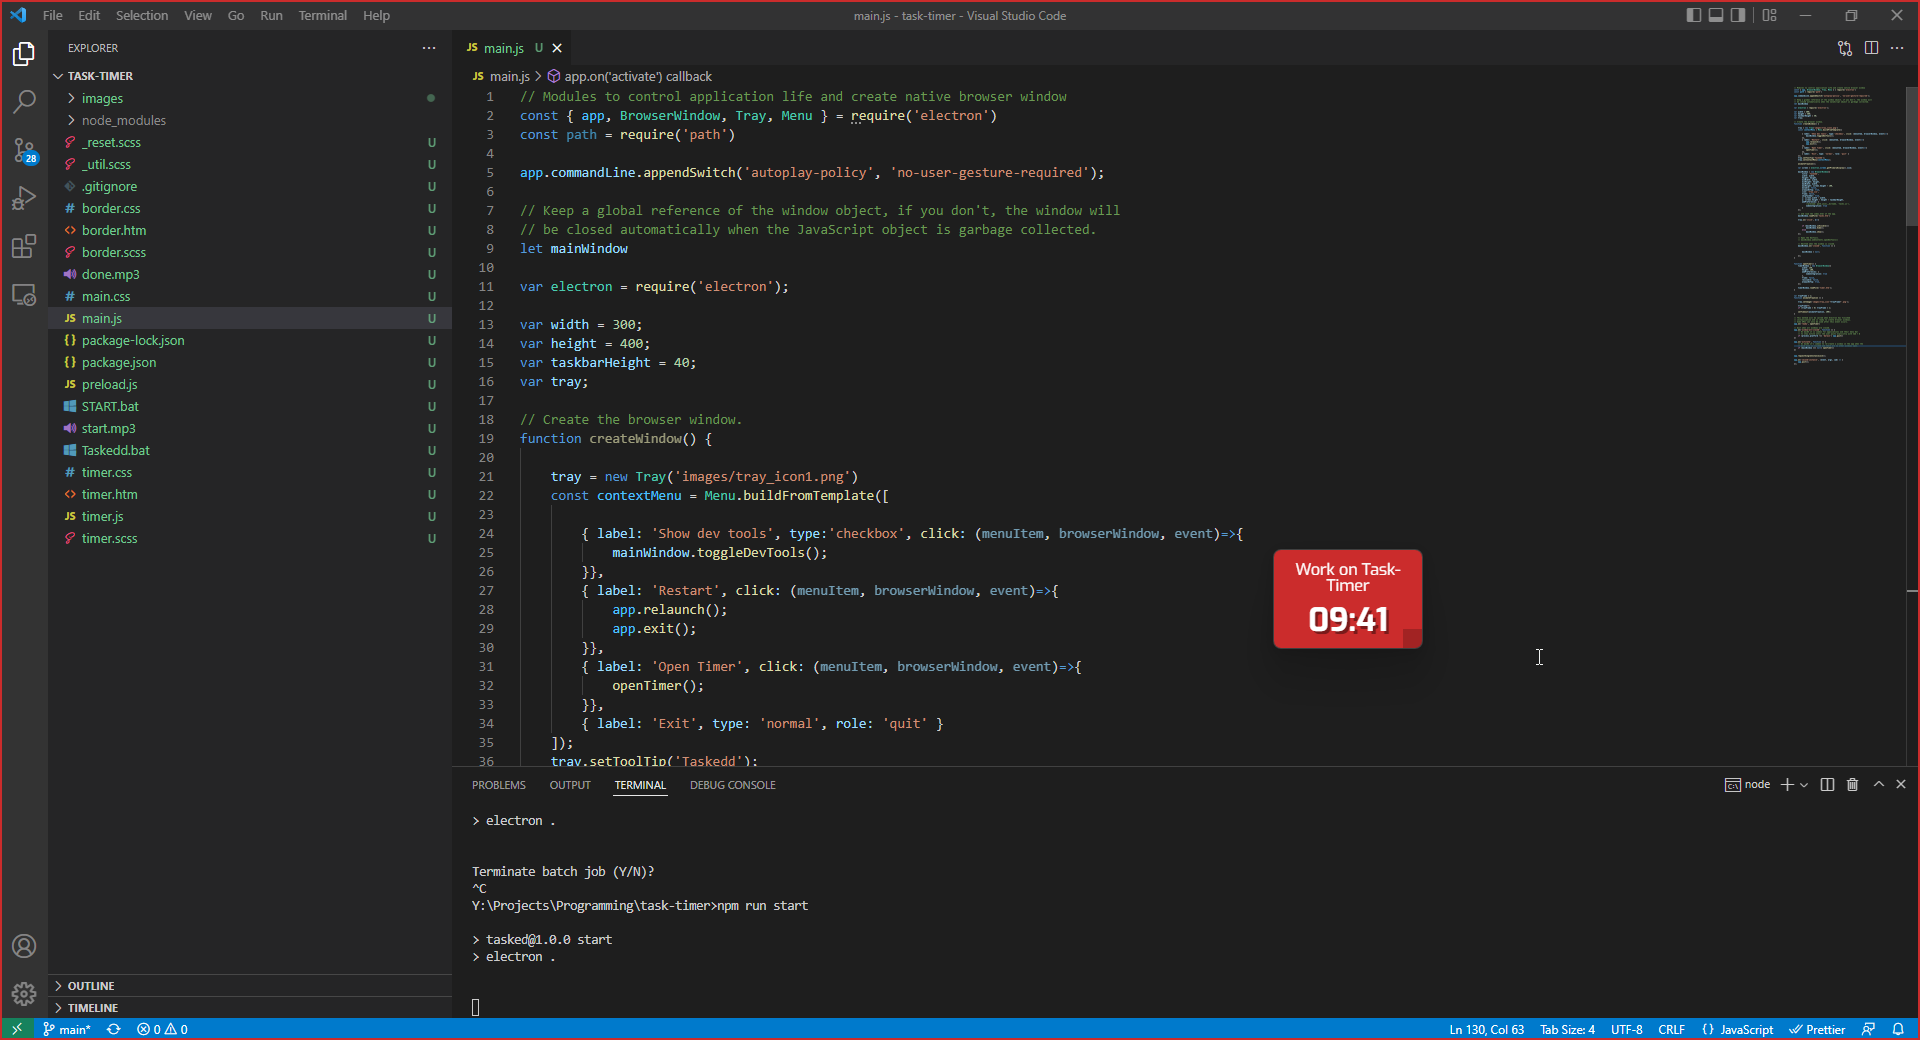 File Edit Selection View Go Run Terminal Help main.js - task-timer - Visual Studio Code
EXPLORER
TASK-TIMER
images
node_modules
_reset.scss U
_util.scss U
.gitignore U
border.css U
border.htm U
border.scss U
done.mp3 U
main.css U
main.js U
package-lock.json U
package.json U
preload.js U
START.bat U
start.mp3 U
Taskedd.bat U
timer.css U
timer.htm U
timer.js U
timer.scss U
OUTLINE
TIMELINE
28
JS main.js U
JS main.js > app.on('activate') callback
1 // Modules to control application life and create native browser window
2 const { app, BrowserWindow, Tray, Menu } = require('electron')
3 const path = require('path')
4
5 app.commandLine.appendSwitch('autoplay-policy', 'no-user-gesture-required');
6
7 // Keep a global reference of the window object, if you don't, the window will
8 // be closed automatically when the JavaScript object is garbage collected.
9 let mainWindow
10
11 var electron = require('electron');
12
13 var width = 300;
14 var height = 400;
15 var taskbarHeight = 40;
16 var tray;
17
18 // Create the browser window.
19 function createWindow() {
20
21 tray = new Tray('images/tray_icon1.png')
22 const contextMenu = Menu.buildFromTemplate([
23
24 { label: 'Show dev tools', type:'checkbox', click: (menuItem, browserWindow, event)=>{
25 mainWindow.toggleDevTools();
26 }},
27 { label: 'Restart', click: (menuItem, browserWindow, event)=>{
28 app.relaunch();
29 app.exit();
30 }},
31 { label: 'Open Timer', click: (menuItem, browserWindow, event)=>{
32 openTimer();
33 }},
34 { label: 'Exit', type: 'normal', role: 'quit' }
35 ]);
36 tray.setToolTip('Taskedd');
Work on Task-
Timer
09:41
PROBLEMS OUTPUT TERMINAL DEBUG CONSOLE node
> electron .
Terminate batch job (Y/N)?
^C
Y:\Projects\Programming\task-timer>npm run start
> tasked@1.0.0 start
> electron .
main* 0 0 Ln 130, Col 63 Tab Size: 4 UTF-8 CRLF {} JavaScript Prettier